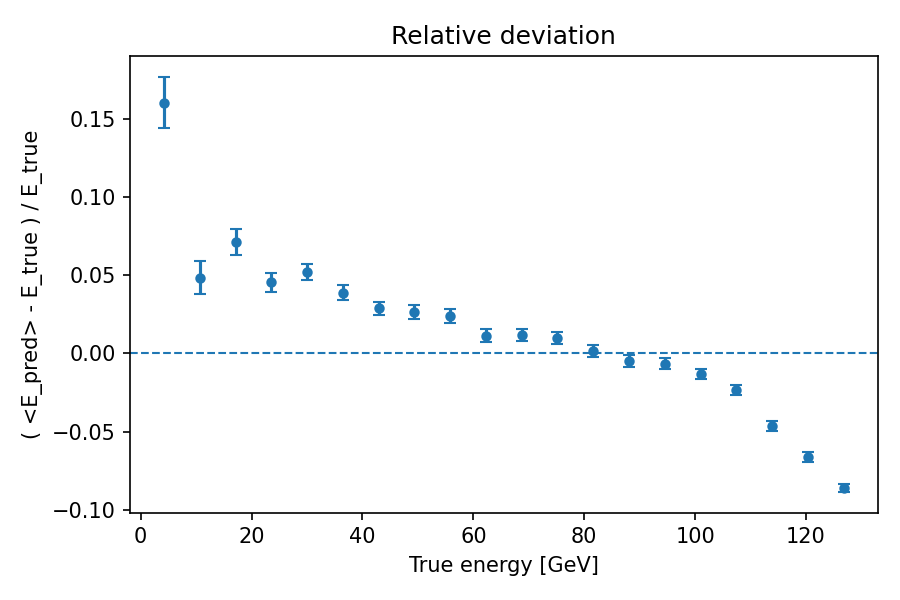 Relative deviation
( <E_pred> - E_true ) / E_true
0.15
0.10
0.05
0.00
−0.05
−0.10
0 20 40 60 80 100 120
True energy [GeV]